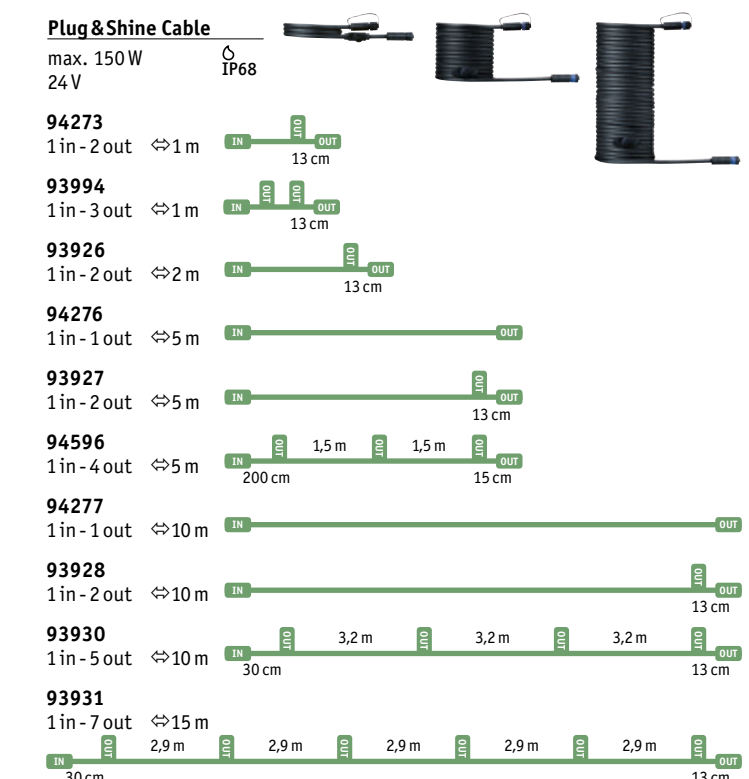 Plug & Shine Cable
max. 150 W
IP68
24 V
94273
OUT
1 in - 2 out ⇔ 1 m IN OUT
13 cm
93994
OUT OUT
1 in - 3 out ⇔ 1 m IN OUT
13 cm
93926
OUT
1 in - 2 out ⇔ 2 m IN OUT
13 cm
94276
1 in - 1 out ⇔ 5 m IN OUT
93927
OUT
1 in - 2 out ⇔ 5 m IN OUT
13 cm
94596
OUT 1,5 m OUT 1,5 m OUT
1 in - 4 out ⇔ 5 m IN OUT
200 cm 15 cm
94277
1 in - 1 out ⇔ 10 m IN OUT
93928
OUT
1 in - 2 out ⇔ 10 m IN OUT
13 cm
93930
OUT 3,2 m OUT 3,2 m OUT 3,2 m OUT
1 in - 5 out ⇔ 10 m IN OUT
30 cm 13 cm
93931
1 in - 7 out ⇔ 15 m
OUT 2,9 m OUT 2,9 m OUT 2,9 m OUT 2,9 m OUT 2,9 m OUT
IN OUT
30 cm 13 cm